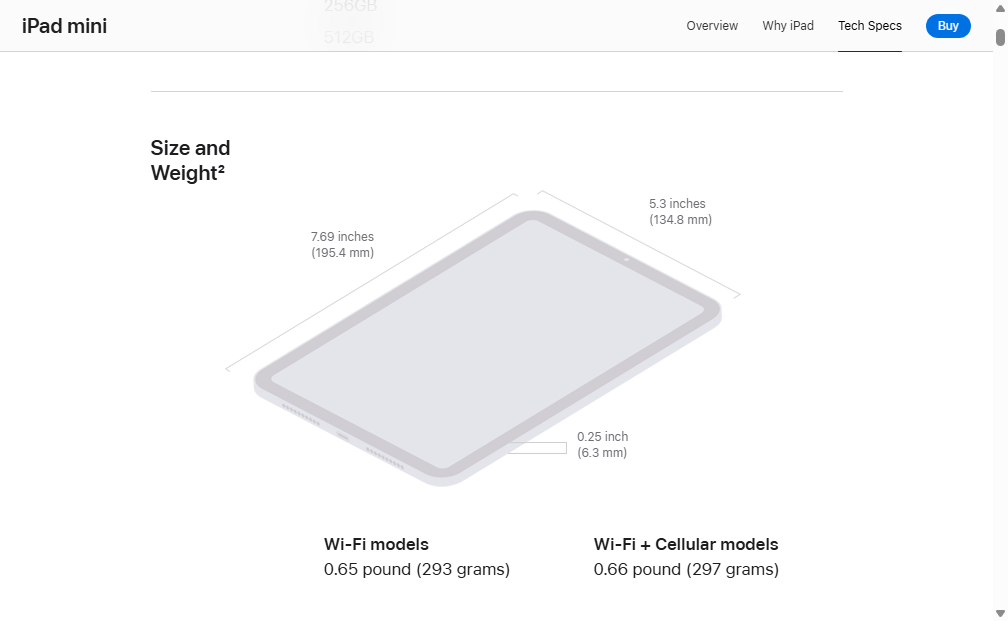 iPad mini
Overview
Why iPad
Tech Specs
Buy
256GB
512GB
Size and
Weight²
7.69 inches
(195.4 mm)
5.3 inches
(134.8 mm)
0.25 inch
(6.3 mm)
Wi-Fi models
0.65 pound (293 grams)
Wi-Fi + Cellular models
0.66 pound (297 grams)